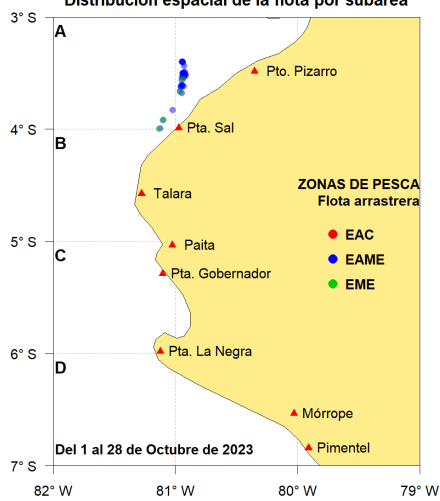 Distribución espacial de la flota por subárea
3° S
A
Pto. Pizarro
4° S
Pta. Sal
B
ZONAS DE PESCA
Flota arrastrera
Talara
EAC
5° S
Paita
EAME
C
Pta. Gobernador
EME
6° S
Pta. La Negra
D
Mórrope
Del 1 al 28 de Octubre de 2023
Pimentel
7° S
82° W
81° W
80° W
79° W